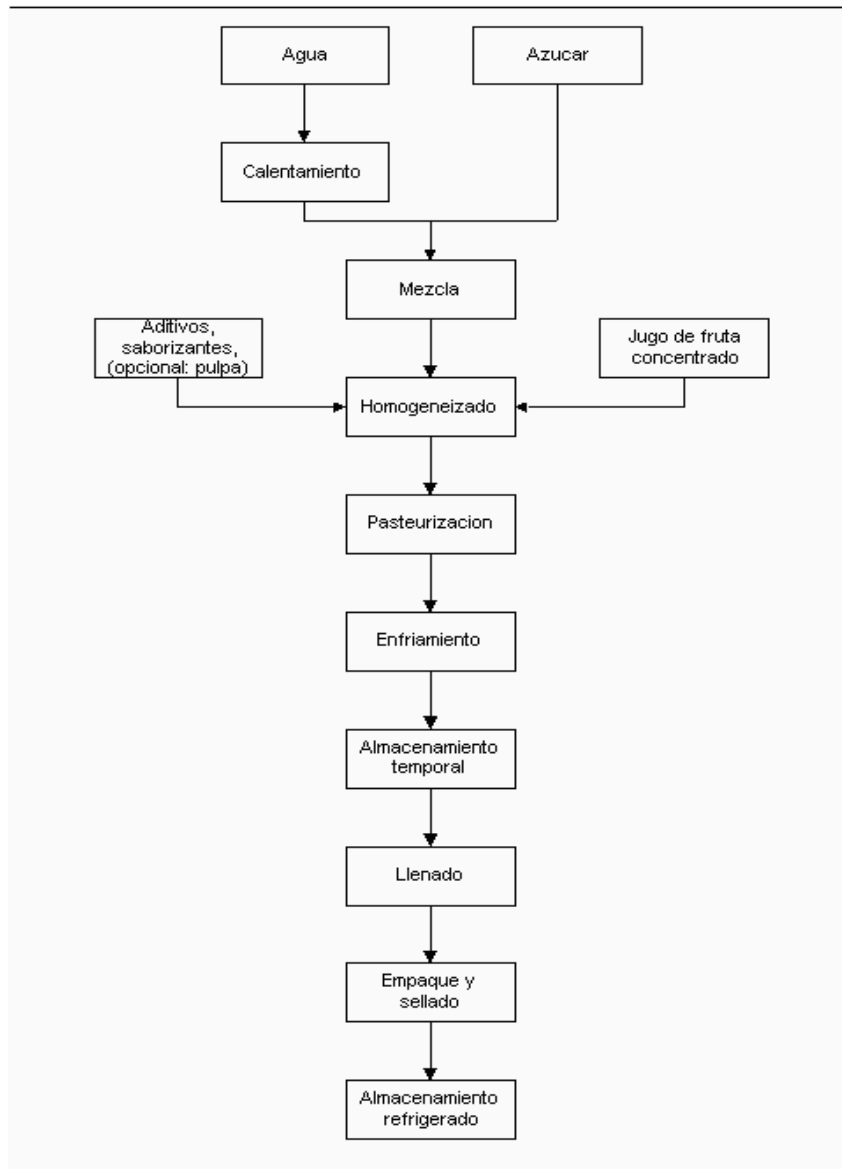 Agua
Azucar
Calentamiento
Mezcla
Aditivos,
saborizantes,
(opcional: pulpa)
Jugo de fruta
concentrado
Homogeneizado
Pasteurizacion
Enfriamiento
Almacenamiento
temporal
Llenado
Empaque y
sellado
Almacenamiento
refrigerado